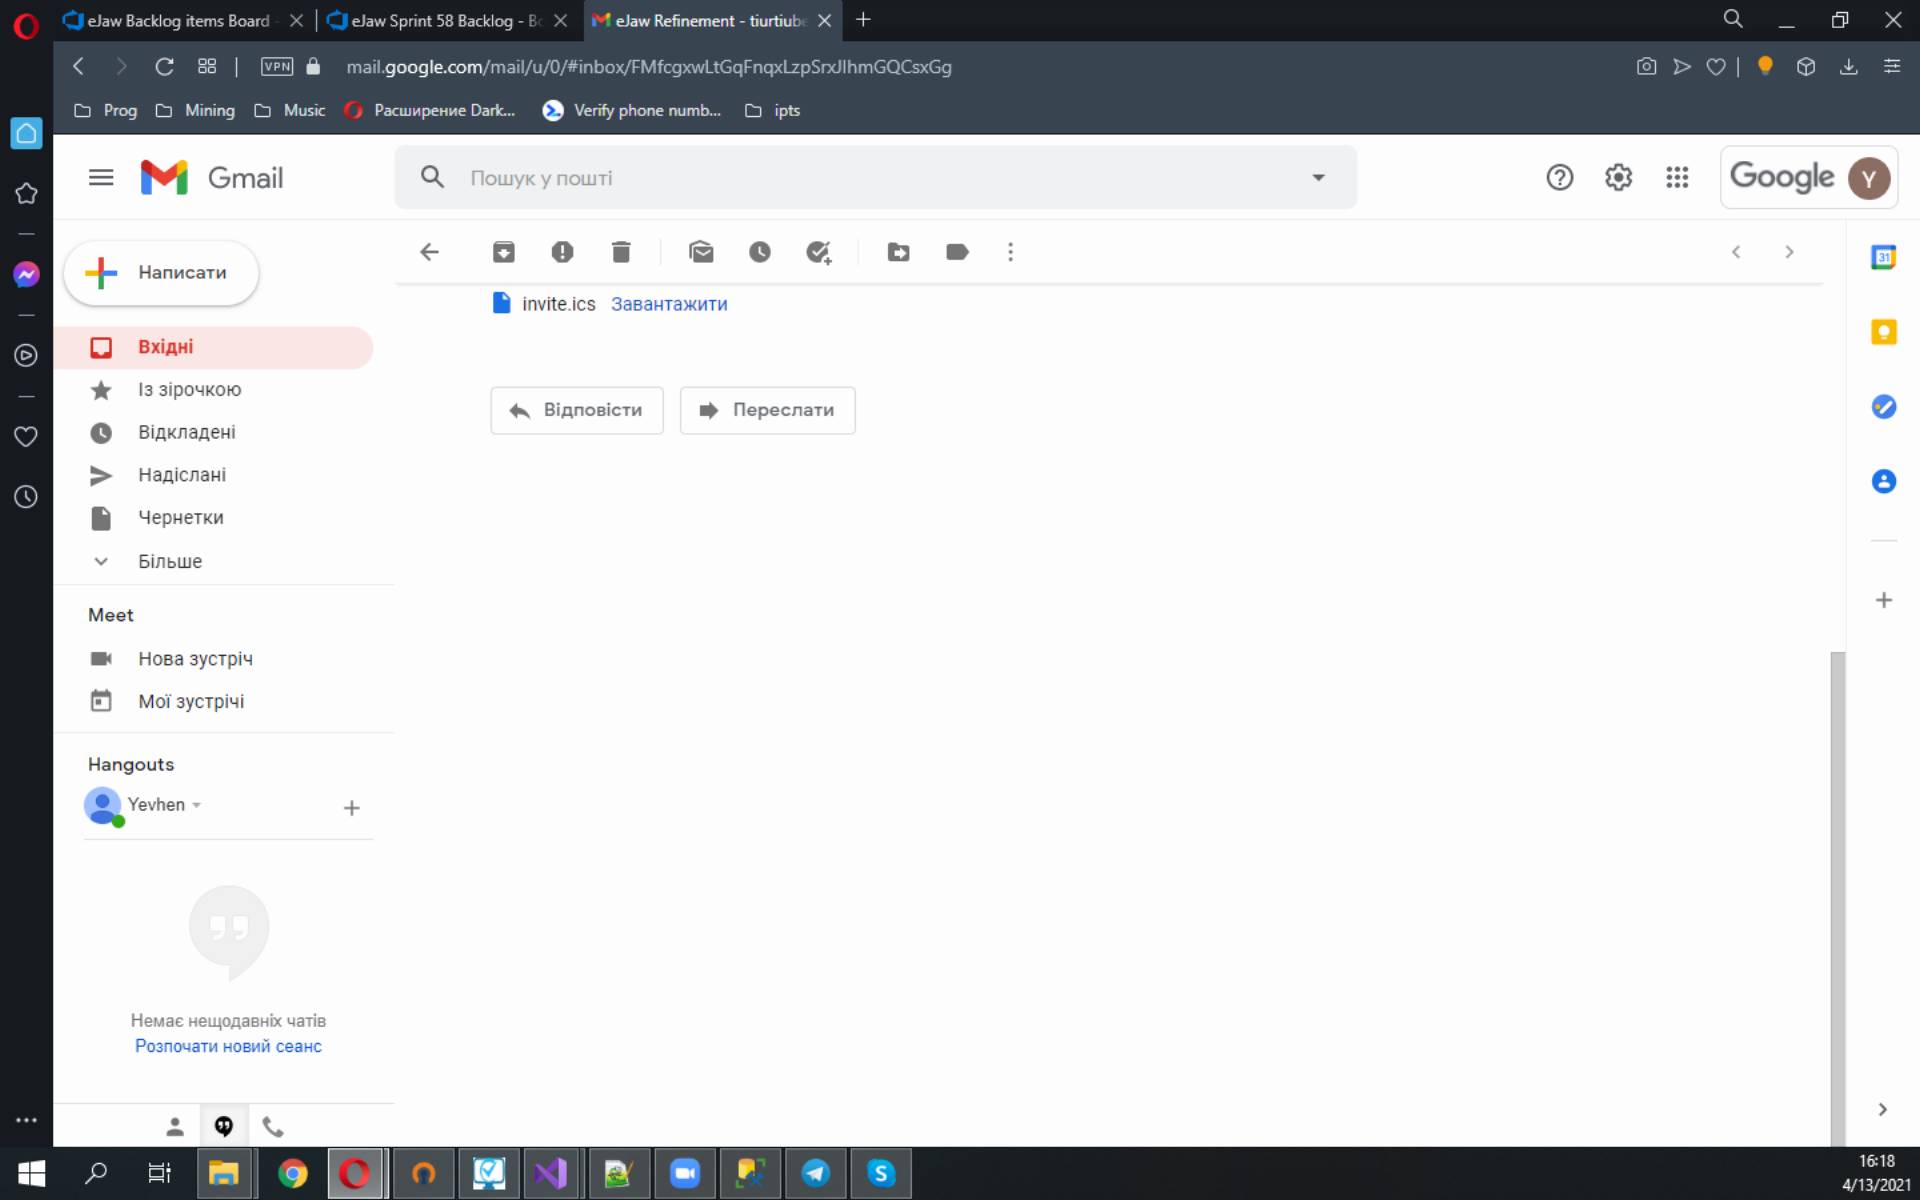 eJaw Backlog items Board
eJaw Sprint 58 Backlog - Bo
eJaw Refinement - tiurtiube
VPN
mail.google.com/mail/u/0/#inbox/FMfcgxwLtGqFnqxLzpSrxJlhmGQCsxGg
Prog
Mining
Music
Расширение Dark...
Verify phone numb...
ipts
Gmail
Пошук у пошті
Google
Y
Написати
invite.ics Завантажити
31
Вхідні
Із зірочкою
Відповісти
Переслати
Відкладені
Надіслані
Чернетки
Більше
Meet
Нова зустріч
Мої зустрічі
Hangouts
Yevhen
Немає нещодавніх чатів
Розпочати новий сеанс
16:18
4/13/2021